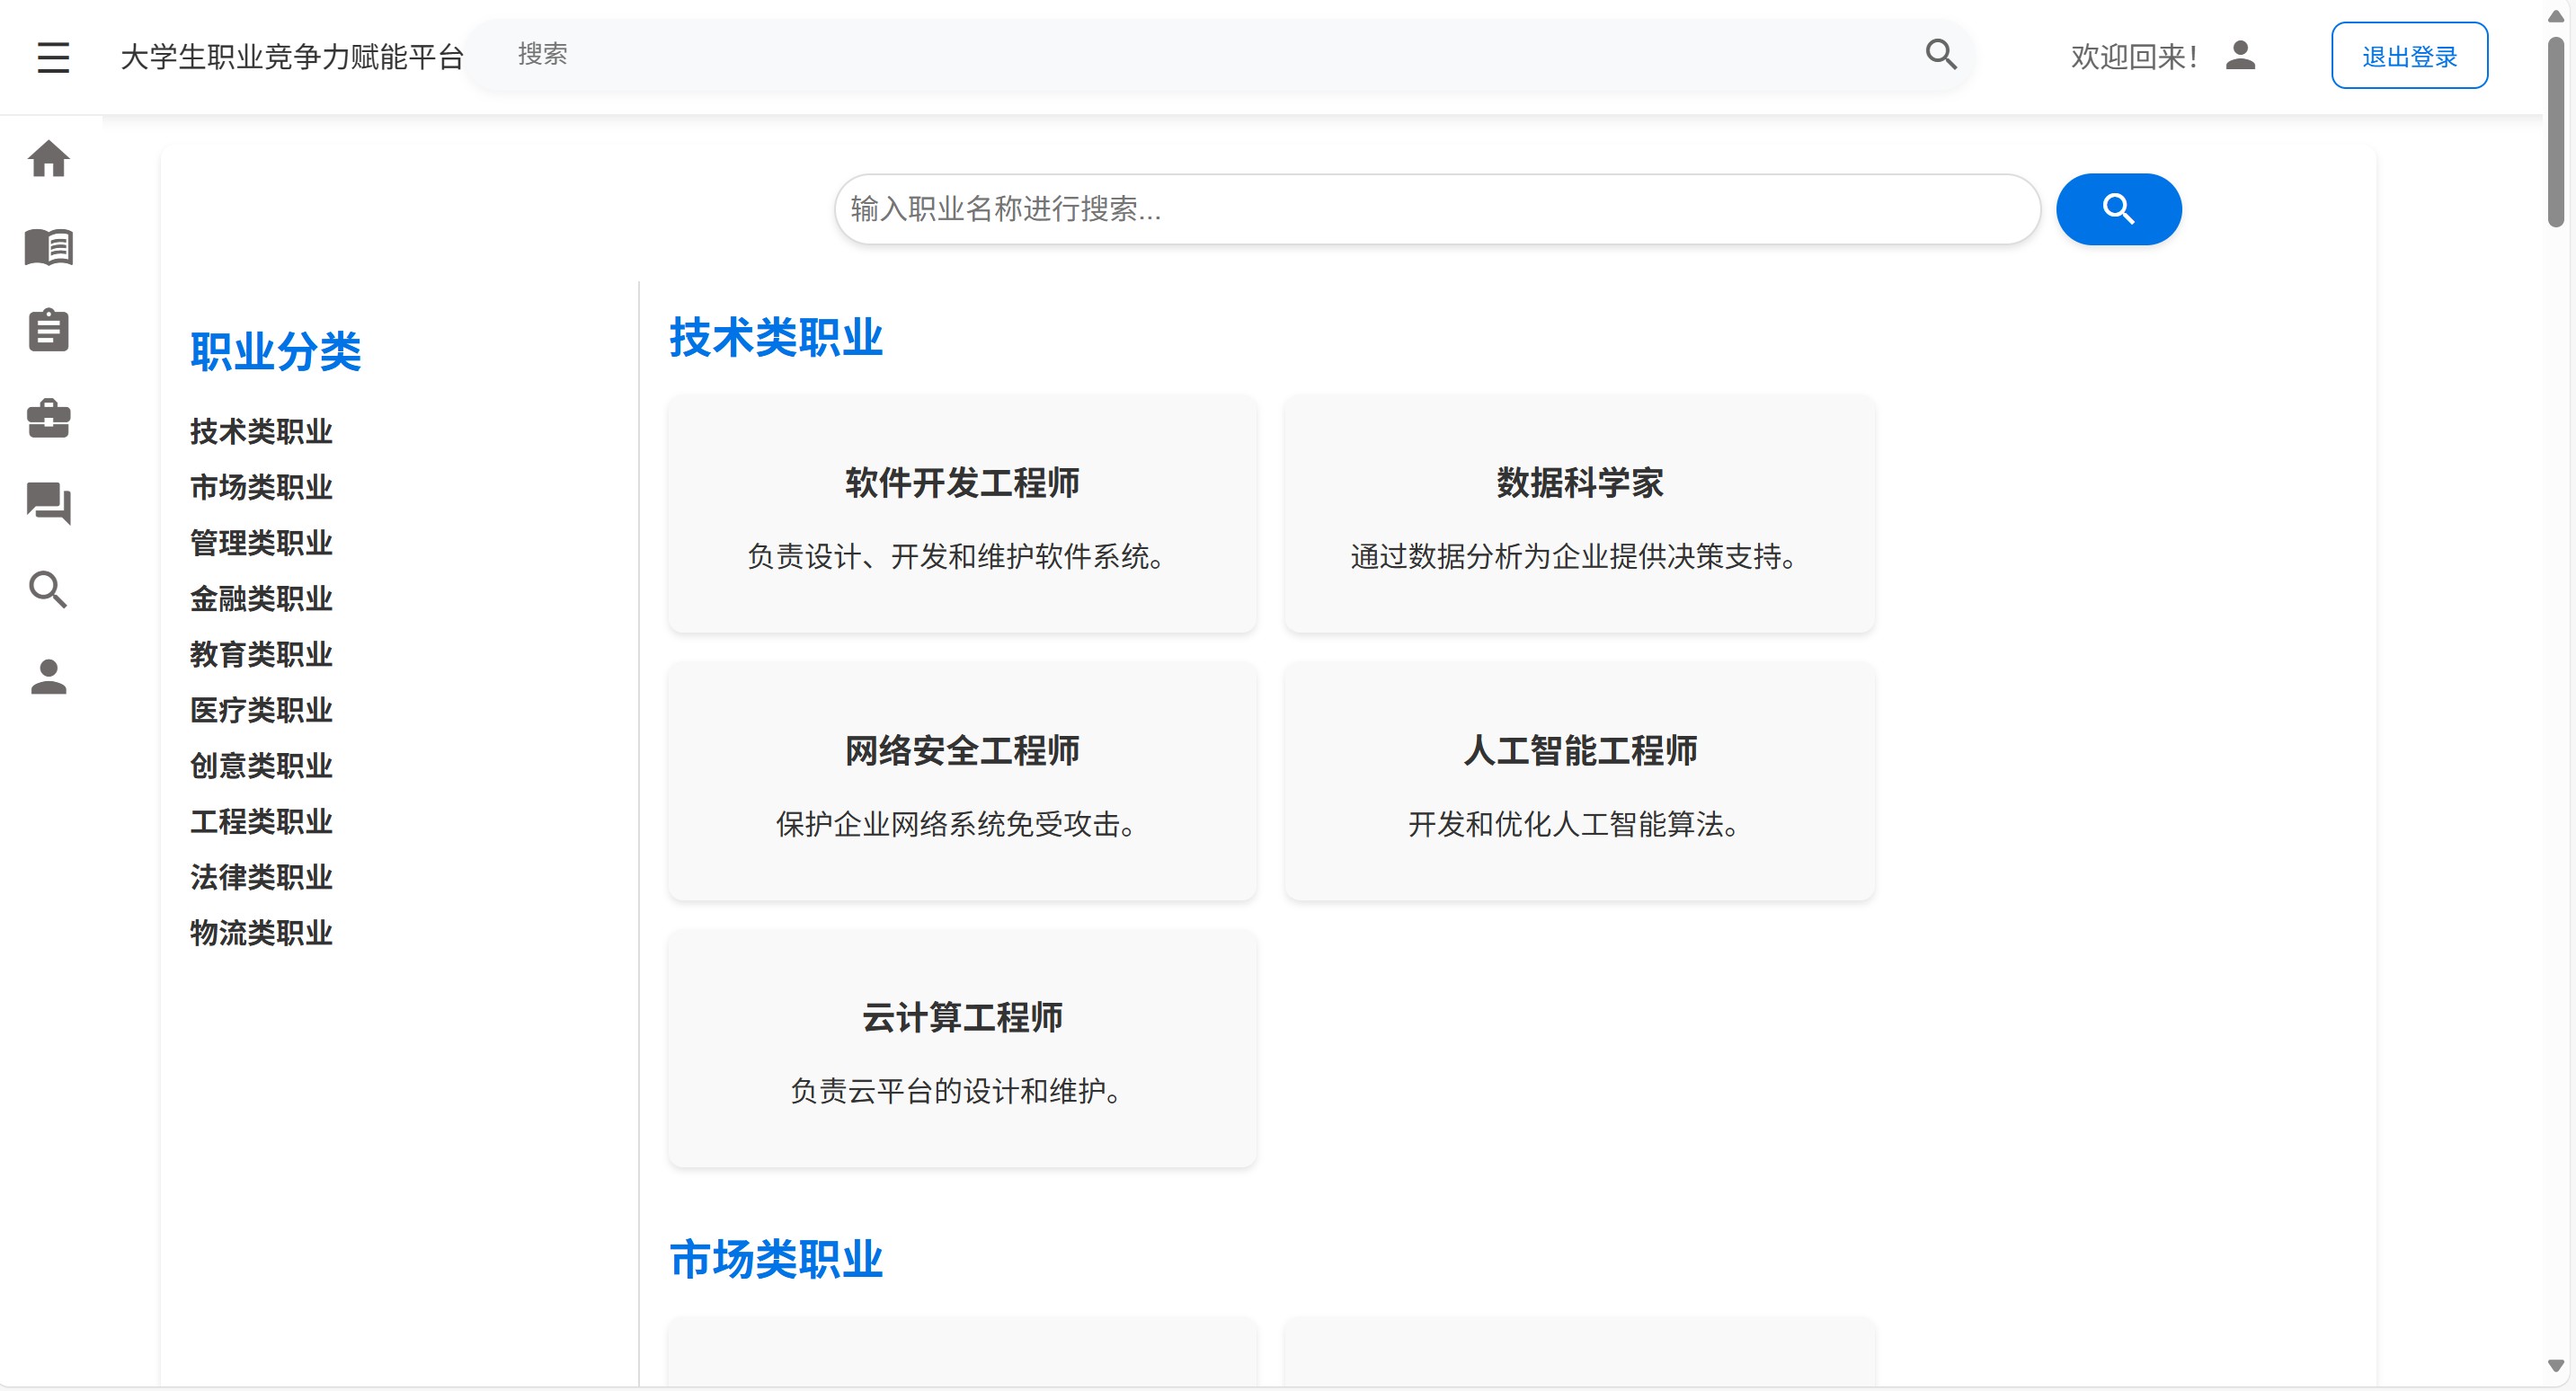 大学生职业竞争力赋能平台
搜索
欢迎回来！
退出登录
输入职业名称进行搜索...
职业分类
技术类职业
市场类职业
管理类职业
金融类职业
教育类职业
医疗类职业
创意类职业
工程类职业
法律类职业
物流类职业
技术类职业
软件开发工程师
负责设计、开发和维护软件系统。
数据科学家
通过数据分析为企业提供决策支持。
网络安全工程师
保护企业网络系统免受攻击。
人工智能工程师
开发和优化人工智能算法。
云计算工程师
负责云平台的设计和维护。
市场类职业